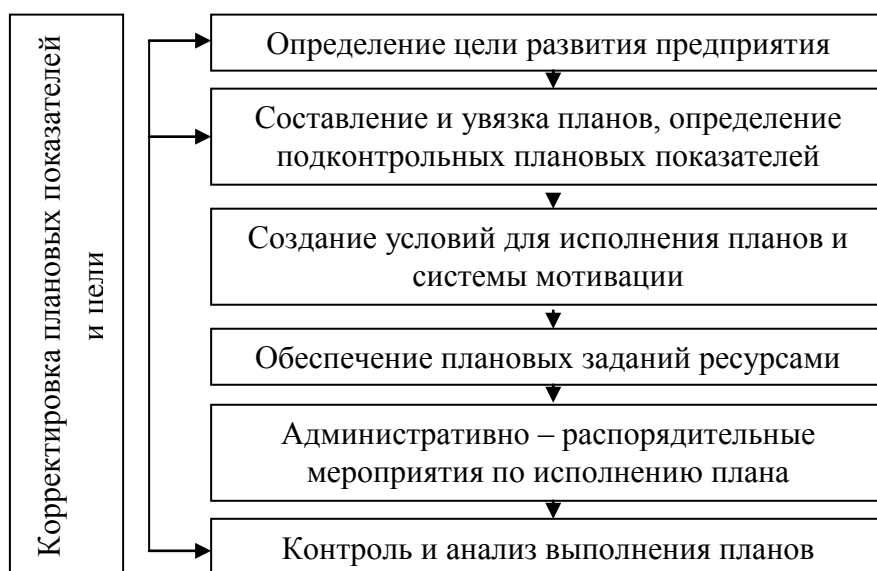 Корректировка плановых показателей
и цели
Определение цели развития предприятия
Составление и увязка планов, определение
подконтрольных плановых показателей
Создание условий для исполнения планов и
системы мотивации
Обеспечение плановых заданий ресурсами
Административно – распорядительные
мероприятия по исполнению плана
Контроль и анализ выполнения планов